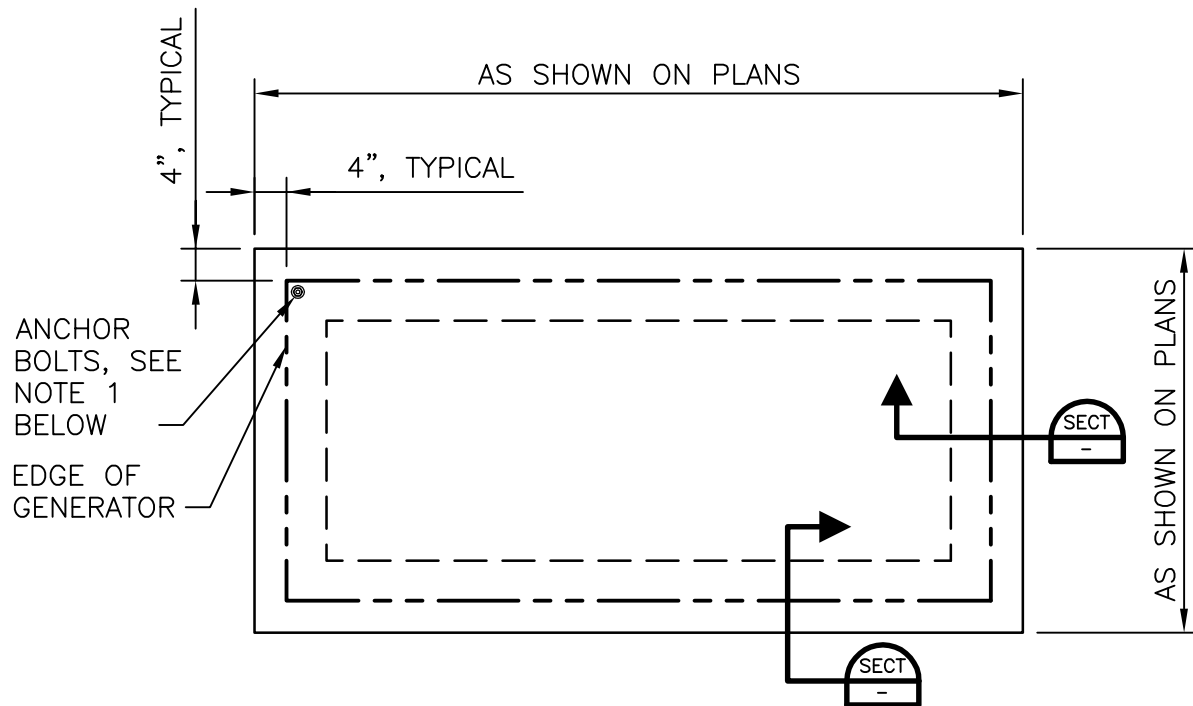 AS SHOWN ON PLANS
4”, TYPICAL
4”, TYPICAL
ANCHOR
BOLTS, SEE
NOTE 1
BELOW
EDGE OF
GENERATOR
SECT
-
AS SHOWN ON PLANS
SECT
-